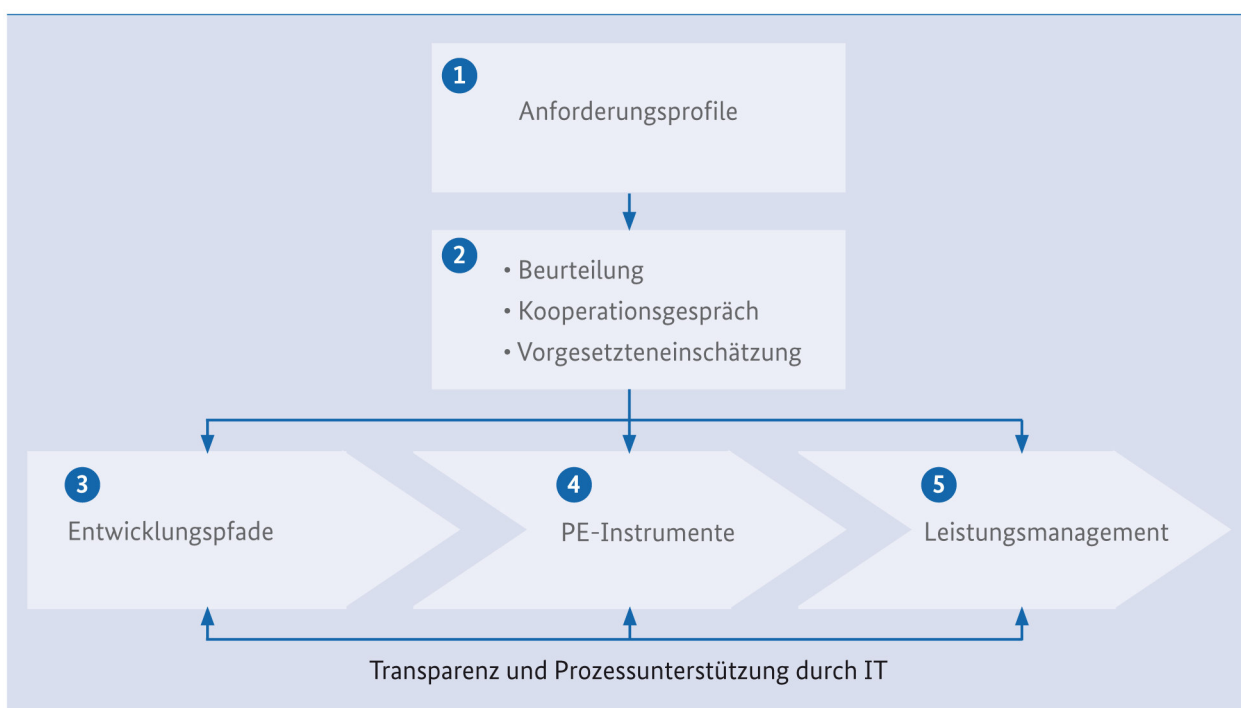 1
Anforderungsprofile
2
• Beurteilung
• Kooperationsgespräch
• Vorgesetzteneinschätzung
3
Entwicklungspfade
4
PE-Instrumente
5
Leistungsmanagement
Transparenz und Prozessunterstützung durch IT